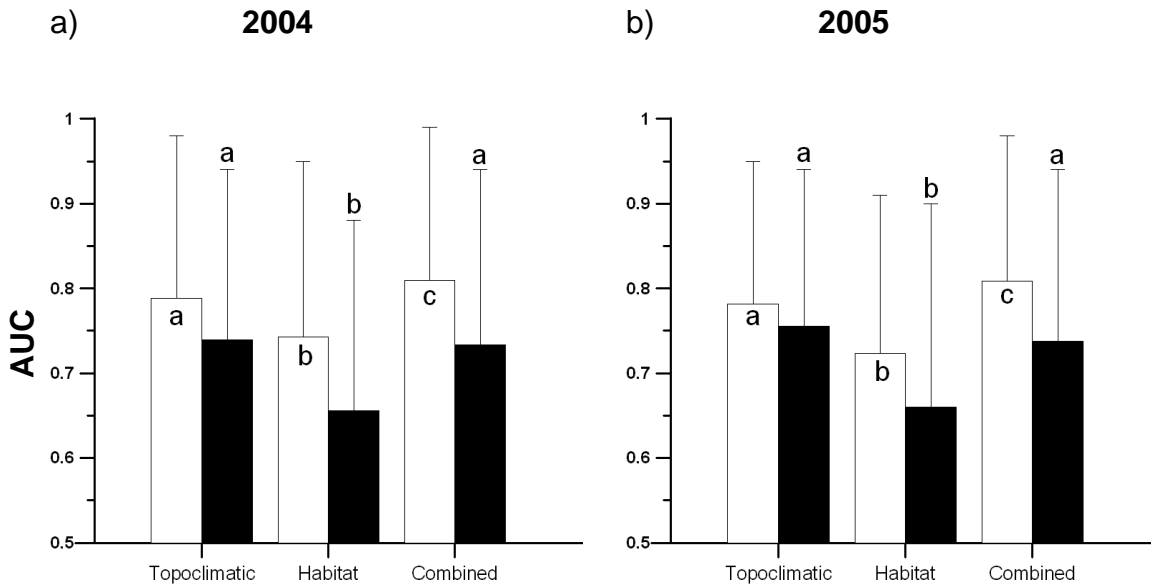 a) 2004
b) 2005
AUC
1
0.9
0.8
0.7
0.6
0.5
a
a
b
b
c
a
Topoclimatic Habitat Combined
1
0.9
0.8
0.7
0.6
0.5
a
a
b
b
c
a
Topoclimatic Habitat Combined